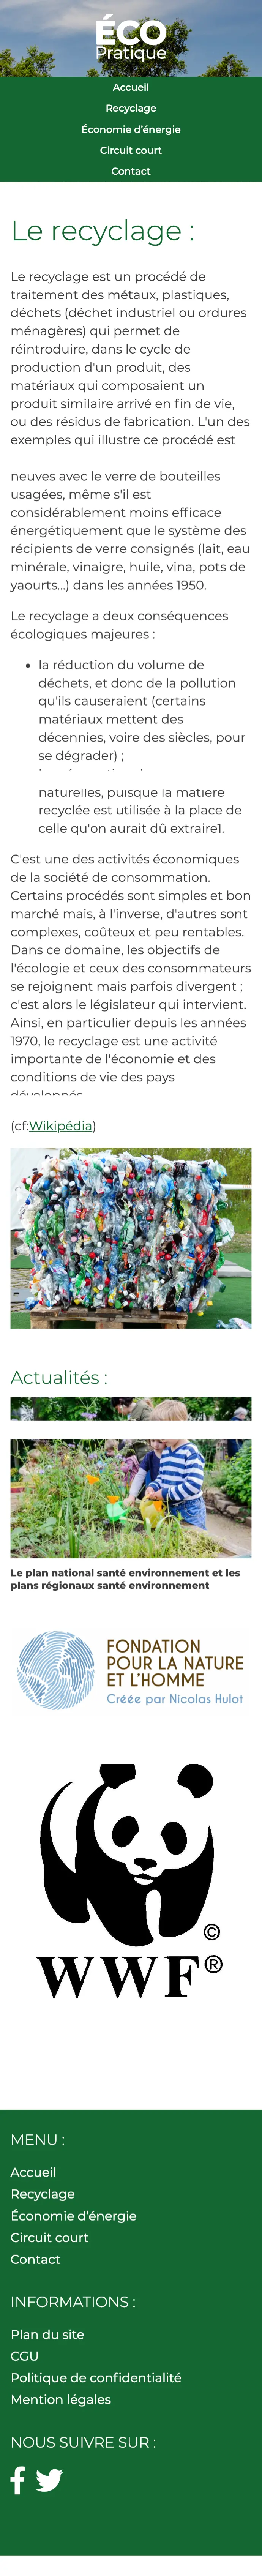 ÉCO
Pratique
Accueil
Recyclage
Économie d'énergie
Circuit court
Contact
Le recyclage :
Le recyclage est un procédé de
traitement des métaux, plastiques,
déchets (déchet industriel ou ordures
ménagères) qui permet de
réintroduire, dans le cycle de
production d'un produit, des
matériaux qui composaient un
produit similaire arrivé en fin de vie,
ou des résidus de fabrication. L'un des
exemples qui illustre ce procédé est
neuves avec le verre de bouteilles
usagées, même s'il est
considérablement moins efficace
énergétiquement que le système des
récipients de verre consignés (lait, eau
minérale, vinaigre, huile, vina, pots de
yaourts...) dans les années 1950.
Le recyclage a deux conséquences
écologiques majeures :
• la réduction du volume de
déchets, et donc de la pollution
qu'ils causeraient (certains
matériaux mettent des
décennies, voire des siècles, pour
se dégrader) ;
naturelles, puisque la matière
recyclée est utilisée à la place de
celle qu'on aurait dû extraire1.
C'est une des activités économiques
de la société de consommation.
Certains procédés sont simples et bon
marché mais, à l'inverse, d'autres sont
complexes, coûteux et peu rentables.
Dans ce domaine, les objectifs de
l'écologie et ceux des consommateurs
se rejoignent mais parfois divergent ;
c'est alors le législateur qui intervient.
Ainsi, en particulier depuis les années
1970, le recyclage est une activité
importante de l'économie et des
conditions de vie des pays
développés
(cf:Wikipédia)
Actualités :
Le plan national santé environnement et les
plans régionaux santé environnement
FONDATION
POUR LA NATURE
ET L'HOMME
Créée par Nicolas Hulot
©
WWF®
MENU :
Accueil
Recyclage
Économie d'énergie
Circuit court
Contact
INFORMATIONS :
Plan du site
CGU
Politique de confidentialité
Mention légales
NOUS SUIVRE SUR :